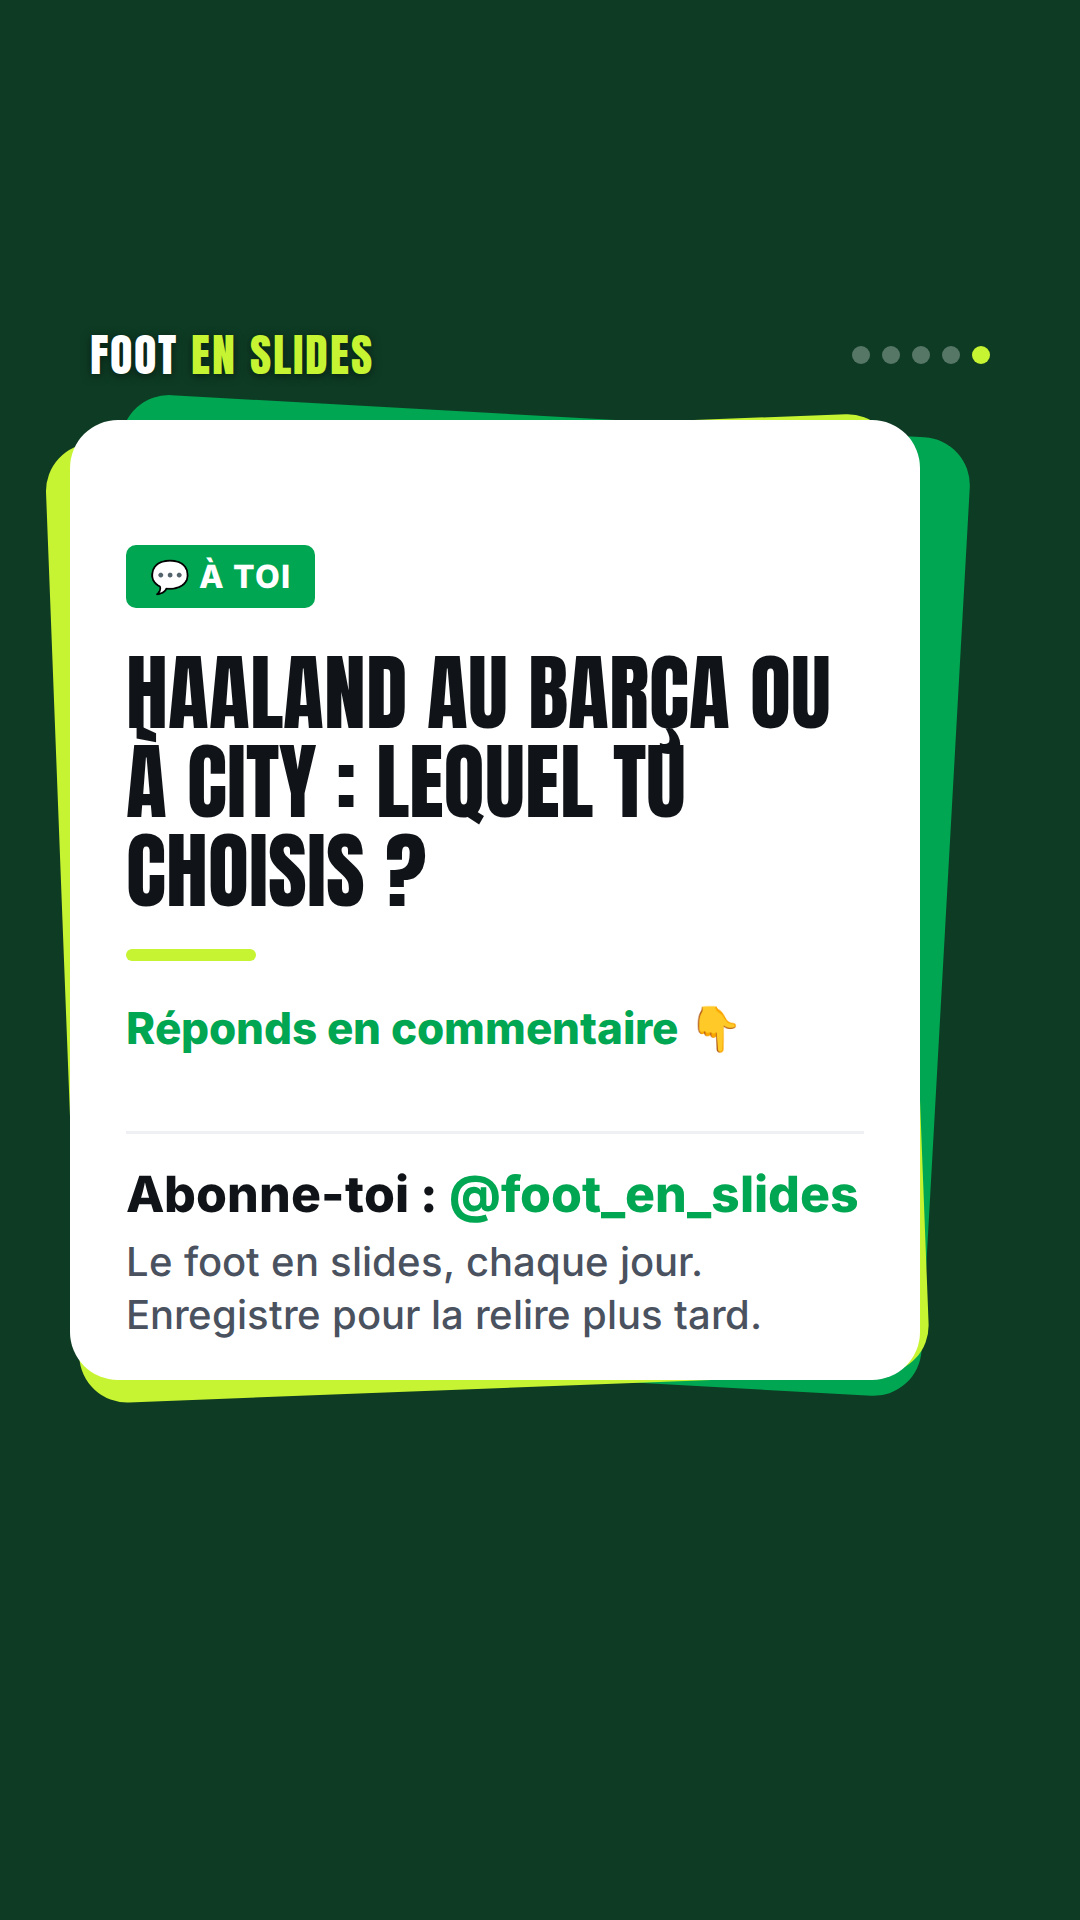 FOOT EN SLIDES
💬 À TOI
HAALAND AU BARÇA OU
À CITY : LEQUEL TU
CHOISIS ?
Réponds en commentaire 👇
Abonne-toi : @foot_en_slides
Le foot en slides, chaque jour.
Enregistre pour la relire plus tard.